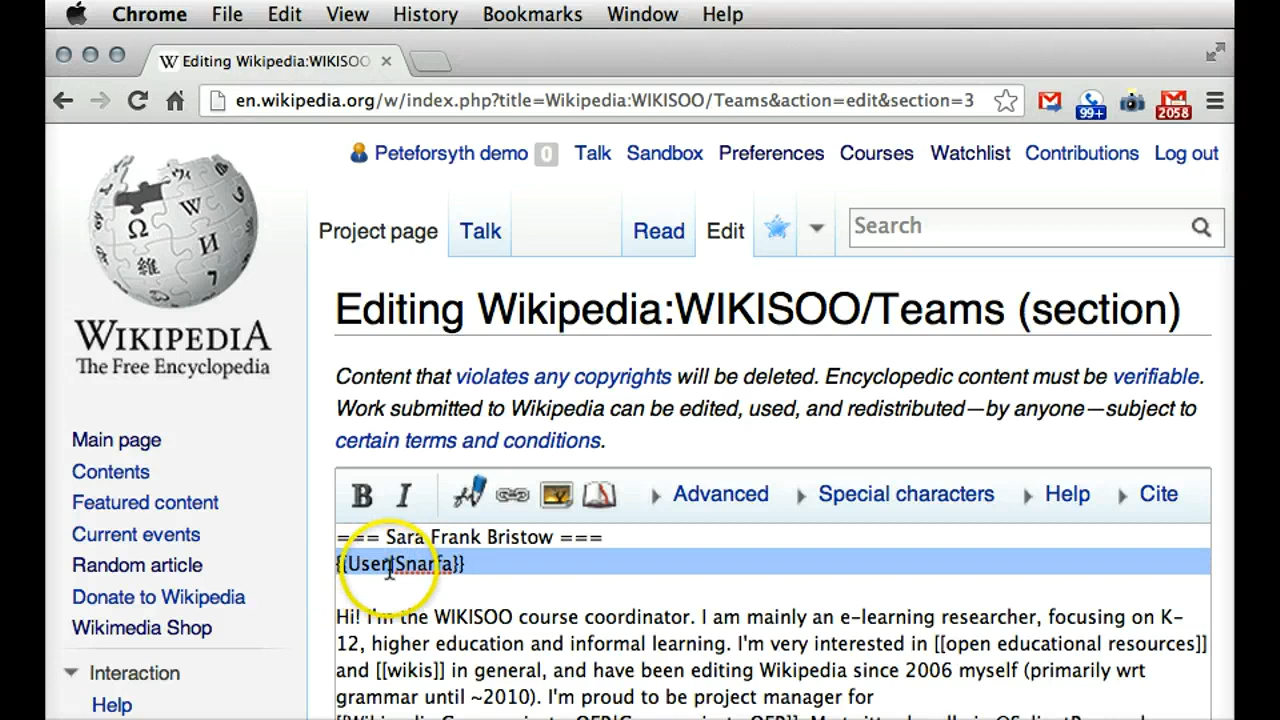 Chrome File Edit View History Bookmarks Window Help
Editing Wikipedia:WIKISOO
en.wikipedia.org/w/index.php?title=Wikipedia:WIKISOO/Teams&action=edit&section=3 99+ 2058
Peteforsyth demo 0 Talk Sandbox Preferences Courses Watchlist Contributions Log out
Project page Talk Read Edit Search
WIKIPEDIA
The Free Encyclopedia
Main page
Contents
Featured content
Current events
Random article
Donate to Wikipedia
Wikimedia Shop
Interaction
Help
Editing Wikipedia:WIKISOO/Teams (section)
Content that violates any copyrights will be deleted. Encyclopedic content must be verifiable.
Work submitted to Wikipedia can be edited, used, and redistributed—by anyone—subject to
certain terms and conditions.
B I Advanced Special characters Help Cite
=== Sara Frank Bristow ===
{{User|Snarfa}}
Hi! I'm the WIKISOO course coordinator. I am mainly an e-learning researcher, focusing on K-
12, higher education and informal learning. I'm very interested in [[open educational resources]]
and [[wikis]] in general, and have been editing Wikipedia since 2006 myself (primarily wrt
grammar until ~2010). I'm proud to be project manager for